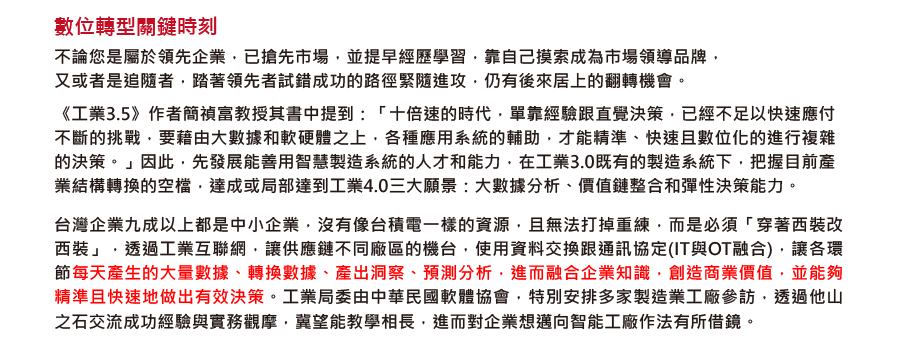 數位轉型關鍵時刻
不論您是屬於領先企業，已搶先市場，並提早經歷學習，靠自己摸索成為市場領導品牌，
又或者是追隨者，踏著領先者試錯成功的路徑緊隨進攻，仍有後來居上的翻轉機會。
《工業3.5》作者簡禎富教授其書中提到：「十倍速的時代，單靠經驗跟直覺決策，已經不足以快速應付
不斷的挑戰，要藉由大數據和軟硬體之上，各種應用系統的輔助，才能精準、快速且數位化的進行複雜
的決策。」因此，先發展能善用智慧製造系統的人才和能力，在工業3.0既有的製造系統下，把握目前產
業結構轉換的空檔，達成或局部達到工業4.0三大願景：大數據分析、價值鏈整合和彈性決策能力。
台灣企業九成以上都是中小企業，沒有像台積電一樣的資源，且無法打掉重練，而是必須「穿著西裝改
西裝」，透過工業互聯網，讓供應鏈不同廠區的機台，使用資料交換跟通訊協定(IT與OT融合)，讓各環
節每天產生的大量數據、轉換數據、產出洞察、預測分析，進而融合企業知識，創造商業價值，並能夠
精準且快速地做出有效決策。工業局委由中華民國軟體協會，特別安排多家製造業工廠參訪，透過他山
之石交流成功經驗與實務觀摩，冀望能教學相長，進而對企業想邁向智能工廠作法有所借鏡。